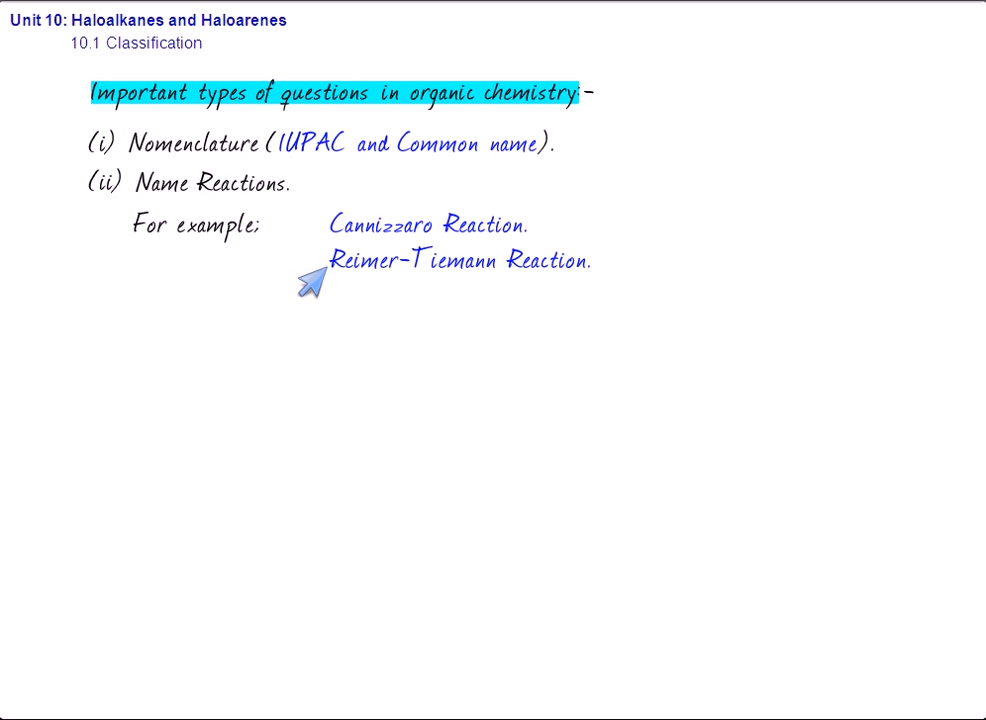 Unit 10: Haloalkanes and Haloarenes
10.1 Classification
Important types of questions in organic chemistry:-
(i) Nomenclature (IUPAC and Common name).
(ii) Name Reactions.
For example; Cannizzaro Reaction.
Reimer-Tiemann Reaction.